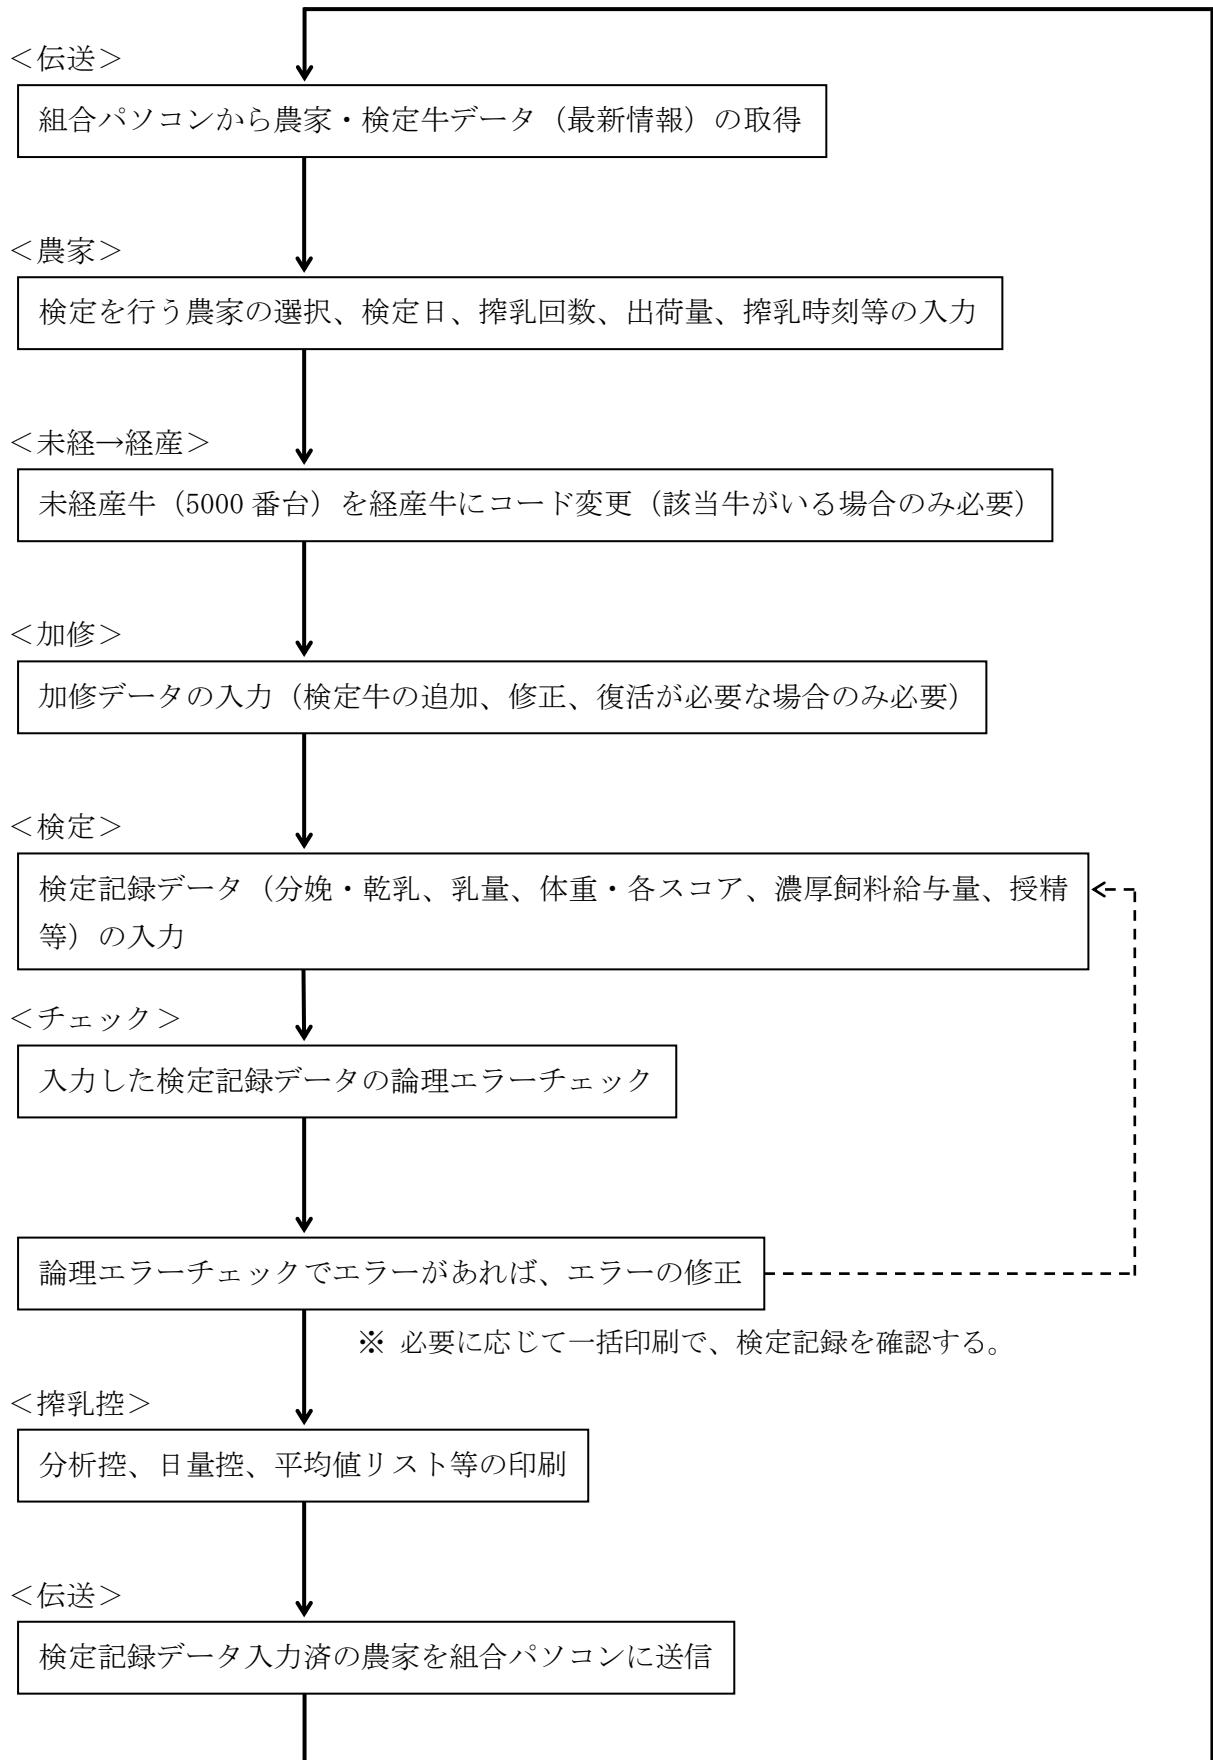 ＜伝送＞
組合パソコンから農家・検定牛データ（最新情報）の取得
＜農家＞
検定を行う農家の選択、検定日、搾乳回数、出荷量、搾乳時刻等の入力
＜未経→経産＞
未経産牛（5000 番台）を経産牛にコード変更（該当牛がいる場合のみ必要）
＜加修＞
加修データの入力（検定牛の追加、修正、復活が必要な場合のみ必要）
＜検定＞
検定記録データ（分娩・乾乳、乳量、体重・各スコア、濃厚飼料給与量、授精
等）の入力
＜チェック＞
入力した検定記録データの論理エラーチェック
論理エラーチェックでエラーがあれば、エラーの修正
※ 必要に応じて一括印刷で、検定記録を確認する。
＜搾乳控＞
分析控、日量控、平均値リスト等の印刷
＜伝送＞
検定記録データ入力済の農家を組合パソコンに送信